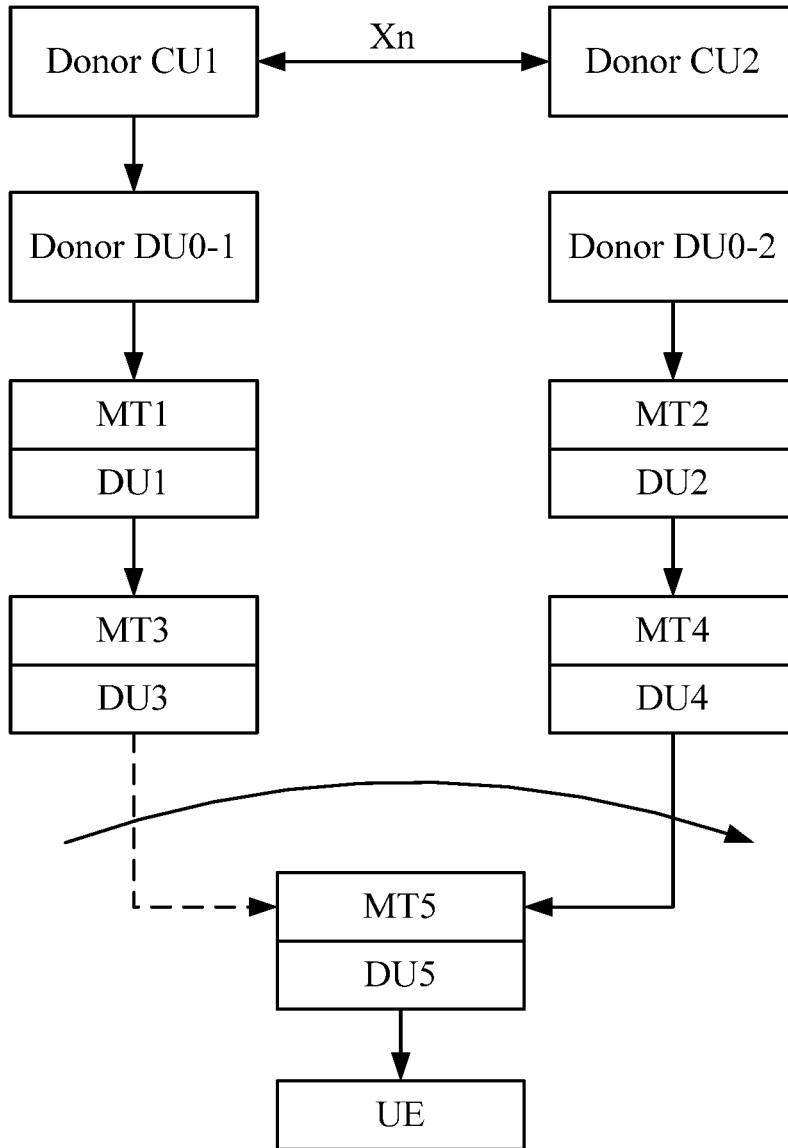 Donor CU1
Xn
Donor CU2
Donor DU0-1
Donor DU0-2
MT1
DU1
MT2
DU2
MT3
DU3
MT4
DU4
MT5
DU5
UE